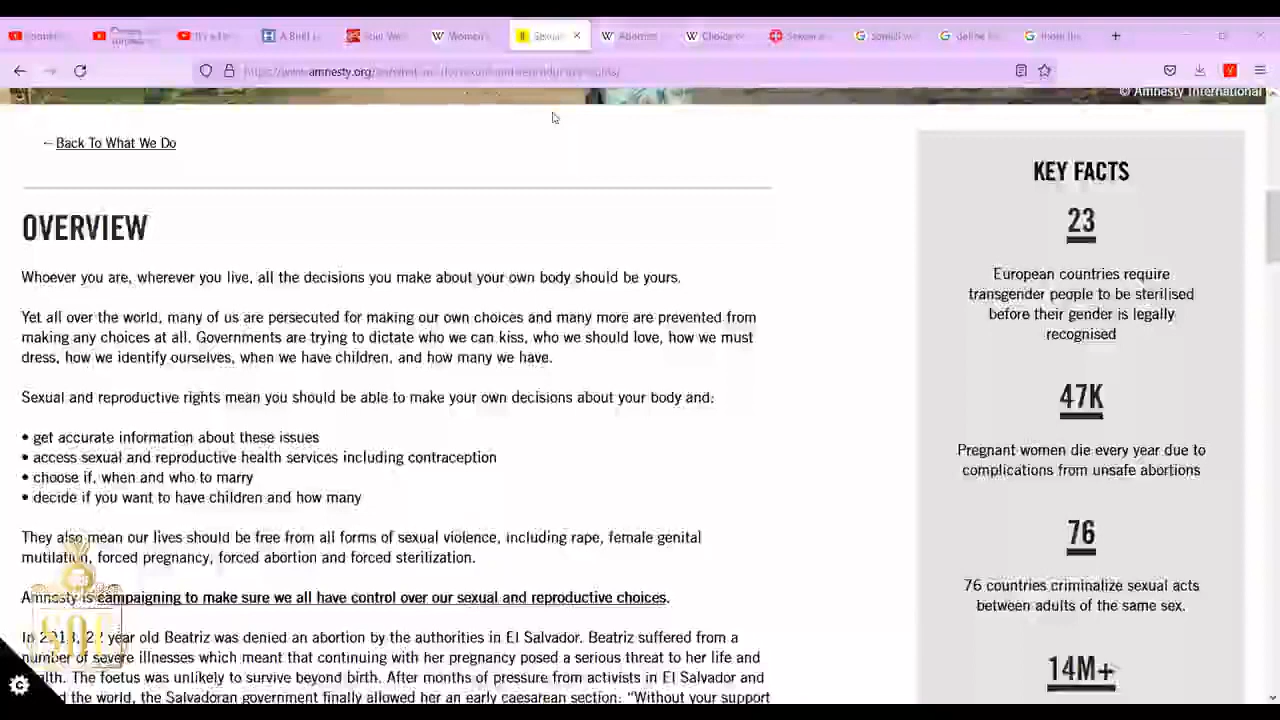 Women's
Sexual
Abortion
Choice
define
© Amnesty International
← Back To What We Do
OVERVIEW
Whoever you are, wherever you live, all the decisions you make about your own body should be yours.
Yet all over the world, many of us are persecuted for making our own choices and many more are prevented from
making any choices at all. Governments are trying to dictate who we can kiss, who we should love, how we must
dress, how we identify ourselves, when we have children, and how many we have.
Sexual and reproductive rights mean you should be able to make your own decisions about your body and:
• get accurate information about these issues
• access sexual and reproductive health services including contraception
• choose if, when and who to marry
• decide if you want to have children and how many
They also mean our lives should be free from all forms of sexual violence, including rape, female genital
mutilation, forced pregnancy, forced abortion and forced sterilization.
Amnesty is campaigning to make sure we all have control over our sexual and reproductive choices.
In 2013, 22 year old Beatriz was denied an abortion by the authorities in El Salvador. Beatriz suffered from a
number of severe illnesses which meant that continuing with her pregnancy posed a serious threat to her life and
health. The foetus was unlikely to survive beyond birth. After months of pressure from activists in El Salvador and
the world, the Salvadoran government finally allowed her an early caesarean section: “Without your support
KEY FACTS
23
European countries require
transgender people to be sterilised
before their gender is legally
recognised
47K
Pregnant women die every year due to
complications from unsafe abortions
76
76 countries criminalize sexual acts
between adults of the same sex.
14M+